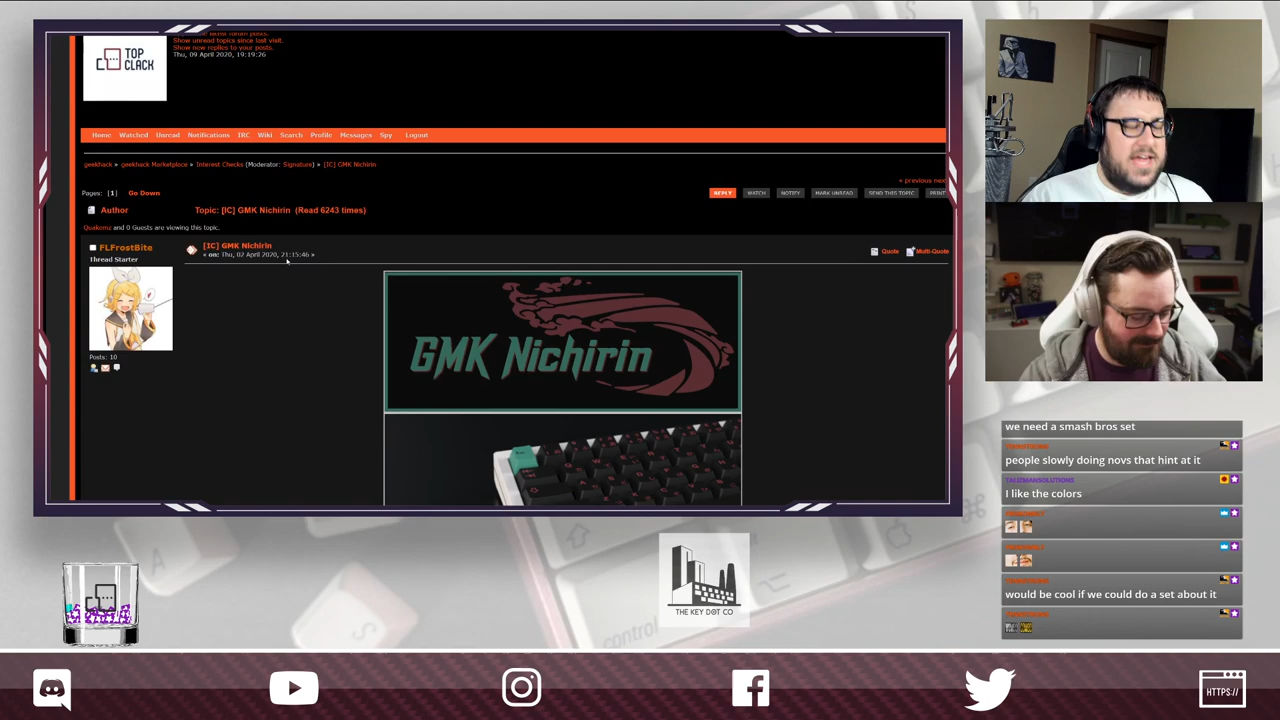 Show unread topics since last visit.
Show new replies to your posts.
Thu, 09 April 2020, 19:19:26
TOP
CLACK
Home Watched Unread Notifications IRC Wiki Search Profile Messages Spy Logout
geekhack » geekhack Marketplace » Interest Checks (Moderator: Signature) » [IC] GMK Nichirin
« previous next
Pages: [1] Go Down
REPLY WATCH NOTIFY MARK UNREAD SEND THIS TOPIC PRINT
Author Topic: [IC] GMK Nichirin (Read 6243 times)
Quakemz and 0 Guests are viewing this topic.
FLFrostBite
Thread Starter
Posts: 10
[IC] GMK Nichirin
« on: Thu, 02 April 2020, 21:15:46 »
Quote Multi-Quote
GMK Nichirin
we need a smash bros set
people slowly doing novs that hint at it
TALIZMANSOLUTIONS
I like the colors
would be cool if we could do a set about it
THE KEY DOT CO
control
HTTPS://